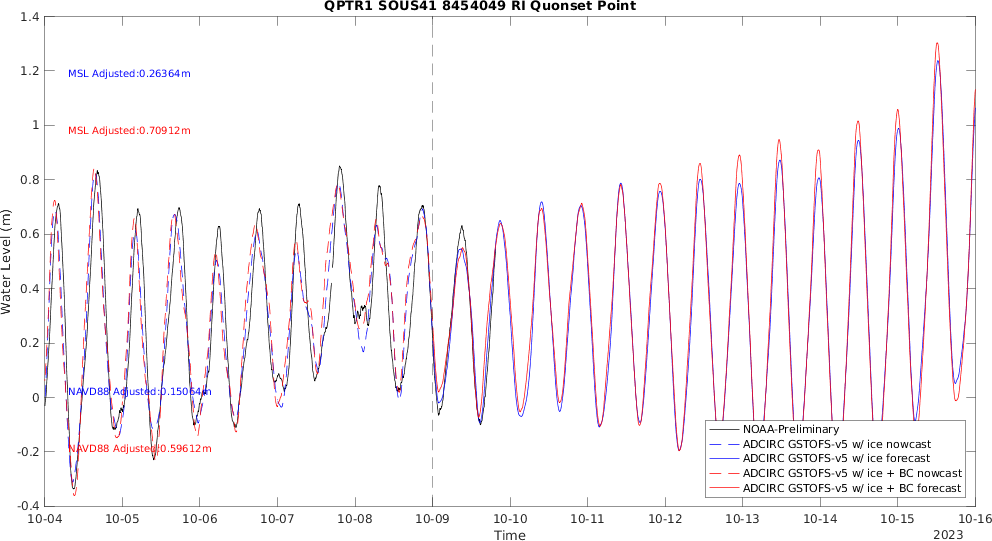 QPTR1 SOUS41 8454049 RI Quonset Point
1.4
1.2
1
0.8
0.6
0.4
0.2
0
-0.2
-0.4
Water Level (m)
MSL Adjusted:0.26364m
MSL Adjusted:0.70912m
NAVD88 Adjusted:0.15064m
NAVD88 Adjusted:0.59612m
NOAA-Preliminary
ADCIRC GSTOFS-v5 w/ ice nowcast
ADCIRC GSTOFS-v5 w/ ice forecast
ADCIRC GSTOFS-v5 w/ ice + BC nowcast
ADCIRC GSTOFS-v5 w/ ice + BC forecast
10-04 10-05 10-06 10-07 10-08 10-09 10-10 10-11 10-12 10-13 10-14 10-15 10-16
Time
2023